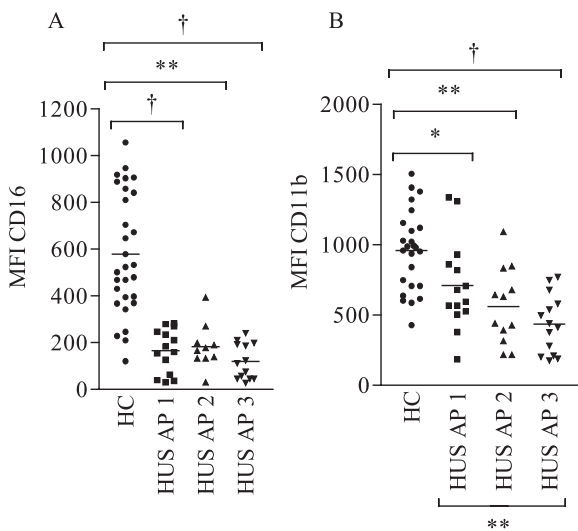 A
†
**
†
MFI CD16
1200
1000
800
600
400
200
0
HC
HUS AP 1
HUS AP 2
HUS AP 3
B
†
**
*
MFI CD11b
2000
1500
1000
500
0
HC
HUS AP 1
HUS AP 2
HUS AP 3
**